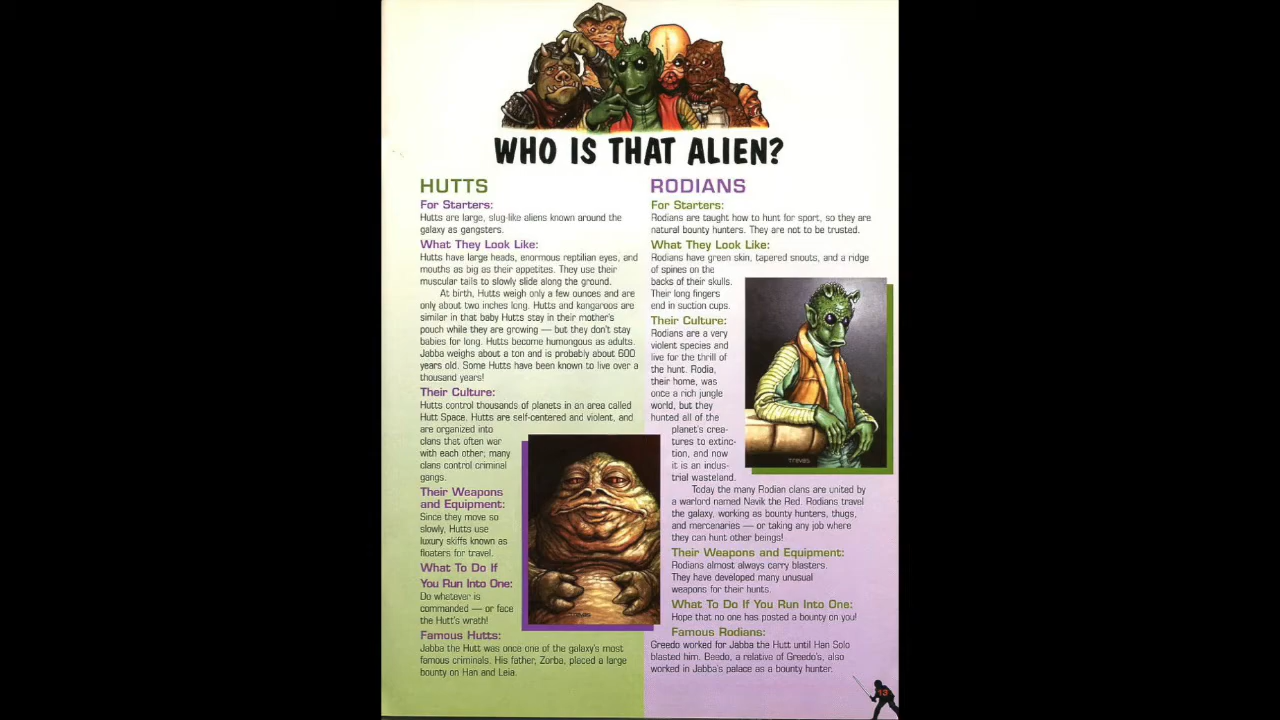 WHO IS THAT ALIEN?
HUTTS
For Starters:
Hutts are large, slug-like aliens known around the
galaxy as gangsters.
What They Look Like:
Hutts have large heads, enormous reptilian eyes, and
mouths as big as their appetites. They use their
muscular tails to slowly slide along the ground.
At birth, Hutts weigh only a few ounces and are
only about two inches long. Hutts and kangaroos are
similar in that baby Hutts stay in their mother's
pouch while they are growing — but they don't stay
babies for long. Hutts become humongous as adults.
Jabba weighs about a ton and is probably about 600
years old. Some Hutts have been known to live over a
thousand years!
Their Culture:
Hutts control thousands of planets in an area called
Hutt Space. Hutts are self-centered and violent, and
are organized into
clans that often war
with each other; many
clans control criminal
gangs.
Their Weapons
and Equipment:
Since they move so
slowly, Hutts use
luxury skiffs known as
floaters for travel.
What To Do If
You Run Into One:
Do whatever is
commanded — or face
the Hutt's wrath!
Famous Hutts:
Jabba the Hutt was once one of the galaxy's most
famous criminals. His father, Zorba, placed a large
bounty on Han and Leia.
TREVAS
RODIANS
For Starters:
Rodians are taught how to hunt for sport, so they are
natural bounty hunters. They are not to be trusted.
What They Look Like:
Rodians have green skin, tapered snouts, and a ridge
of spines on the
backs of their skulls.
Their long fingers
end in suction cups.
Their Culture:
Rodians are a very
violent species and
live for the thrill of
the hunt. Rodia,
their home, was
once a rich jungle
world, but they
hunted all of the
planet's crea-
tures to extinc-
tion, and now
it is an indus-
trial wasteland.
Today the many Rodian clans are united by
a warlord named Navik the Red. Rodians travel
the galaxy, working as bounty hunters, thugs,
and mercenaries — or taking any job where
they can hunt other beings!
Their Weapons and Equipment:
Rodians almost always carry blasters.
They have developed many unusual
weapons for their hunts.
What To Do If You Run Into One:
Hope that no one has posted a bounty on you!
Famous Rodians:
Greedo worked for Jabba the Hutt until Han Solo
blasted him. Beedo, a relative of Greedo's, also
worked in Jabba's palace as a bounty hunter.
TREVAS
13